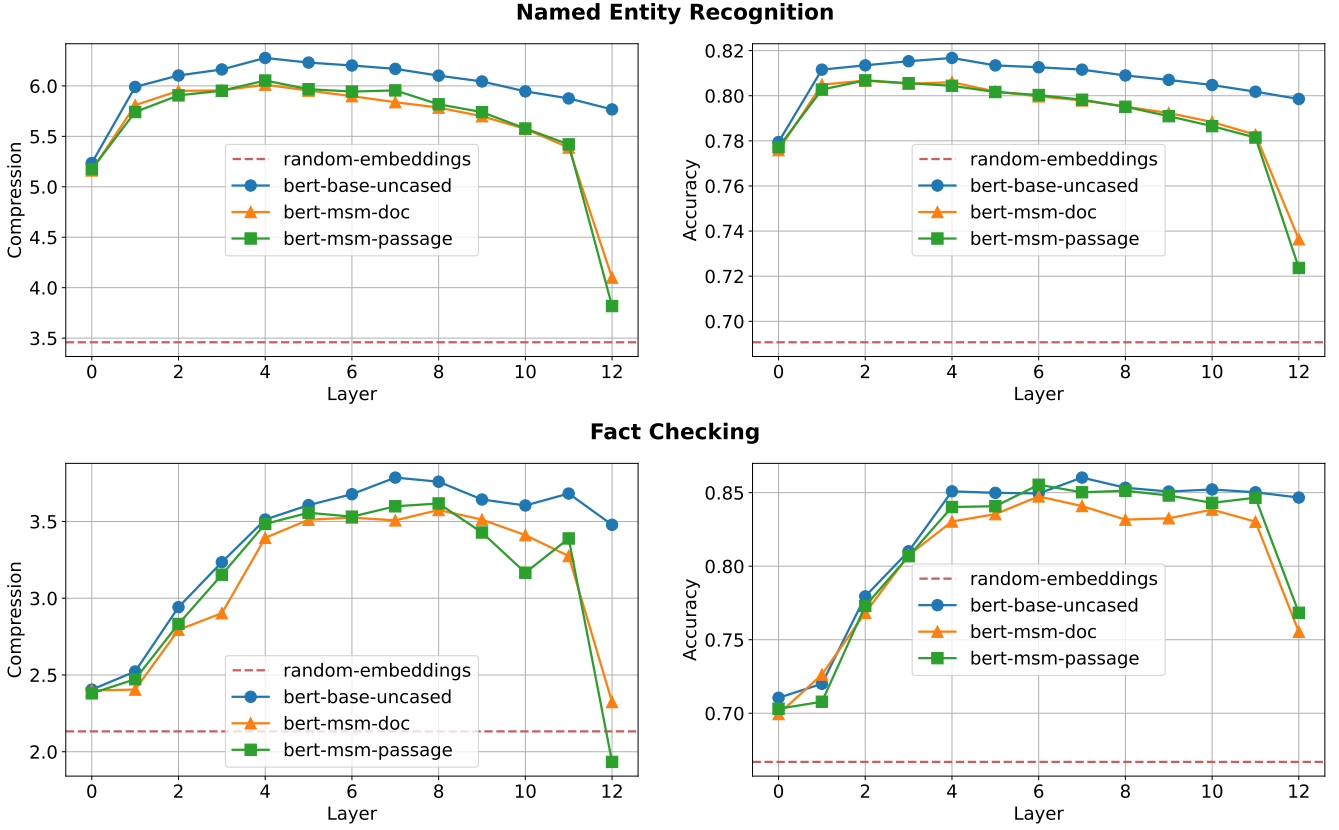 Named Entity Recognition
Compression
6.0
5.5
5.0
4.5
4.0
3.5
random-embeddings
bert-base-uncased
bert-msm-doc
bert-msm-passage
0 2 4 6 8 10 12
Layer
Accuracy
0.82
0.80
0.78
0.76
0.74
0.72
0.70
random-embeddings
bert-base-uncased
bert-msm-doc
bert-msm-passage
0 2 4 6 8 10 12
Layer
Fact Checking
Compression
3.5
3.0
2.5
2.0
random-embeddings
bert-base-uncased
bert-msm-doc
bert-msm-passage
0 2 4 6 8 10 12
Layer
Accuracy
0.85
0.80
0.75
0.70
random-embeddings
bert-base-uncased
bert-msm-doc
bert-msm-passage
0 2 4 6 8 10 12
Layer